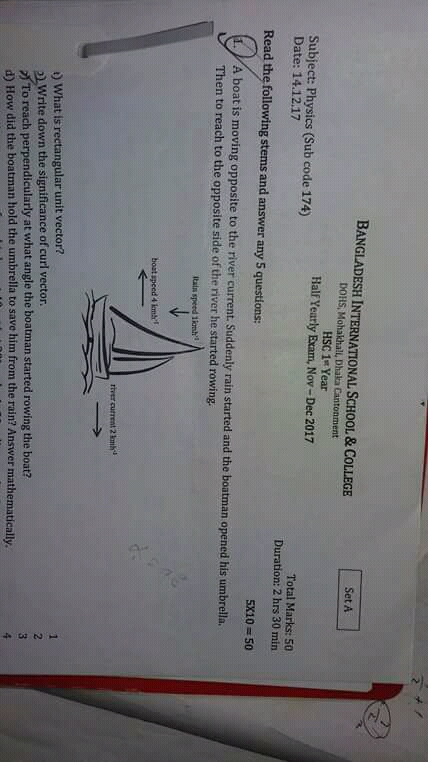 BANGLADESH INTERNATIONAL SCHOOL & COLLEGE
DOHS, Mohakhali, Dhaka Cantonment
HSC 1st Year
Set A
Half Yearly Exam, Nov – Dec 2017
Subject: Physics (Sub code 174)
Total Marks: 50
Date: 14.12.17
Duration: 2 hrs 30 min
Read the following stems and answer any 5 questions:
5X10 = 50
1. A boat is moving opposite to the river current. Suddenly rain started and the boatman opened his umbrella.
Then to reach to the opposite side of the river he started rowing.
Rain speed 1kmh⁻¹
boat speed 4 kmh⁻¹
river current 2 kmh⁻¹
What is rectangular unit vector? 1
Write down the significance of curl vector. 2
To reach perpendicularly at what angle the boatman started rowing the boat? 3
d) How did the boatman hold the umbrella to save him from the rain? Answer mathematically. 4